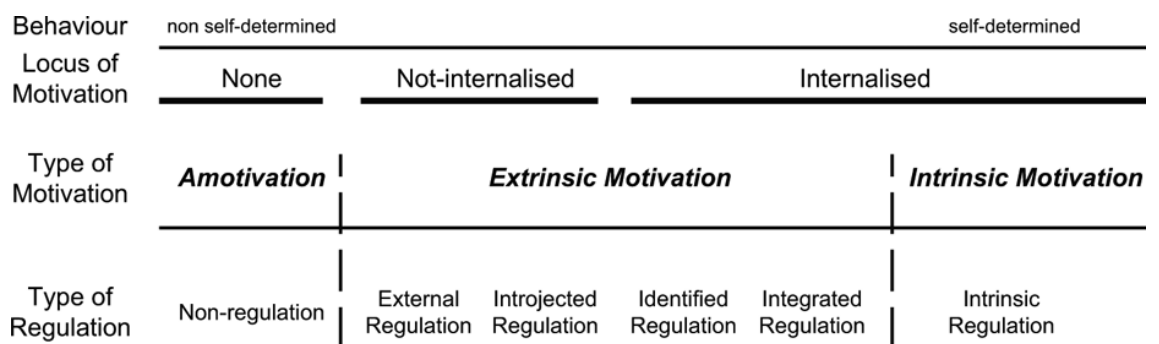 Behaviour non self-determined self-determined
Locus of
Motivation
None Not-internalised Internalised
Type of
Motivation
Amotivation Extrinsic Motivation Intrinsic Motivation
Type of
Regulation
Non-regulation
External
Regulation
Introjected
Regulation
Identified
Regulation
Integrated
Regulation
Intrinsic
Regulation